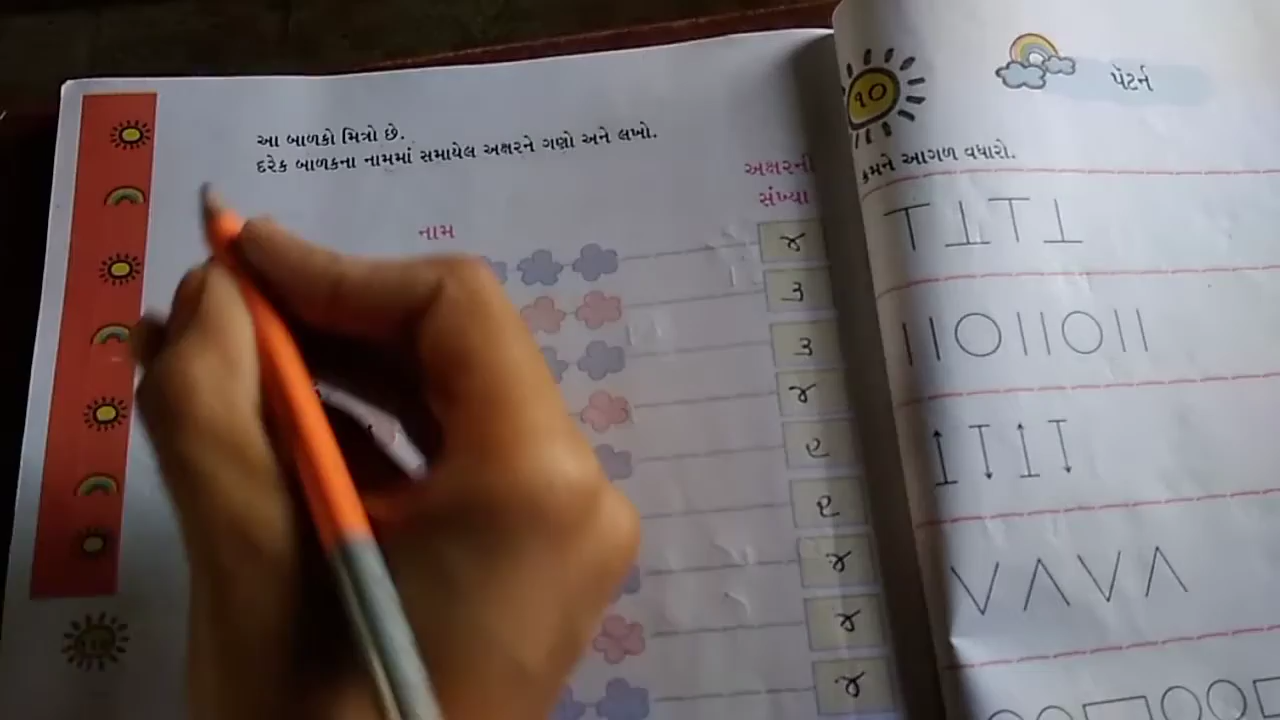 આ બાળકો મિત્રો છે.
દરેક બાળકના નામમાં સમાયેલ અક્ષરને ગણો અને લખો.
નામ
અક્ષરની
સંખ્યા
૪
૩
૩
૪
૨
૨
૪
૪
૪
૧૦
પૅટર્ન
ક્રમને આગળ વધારો.